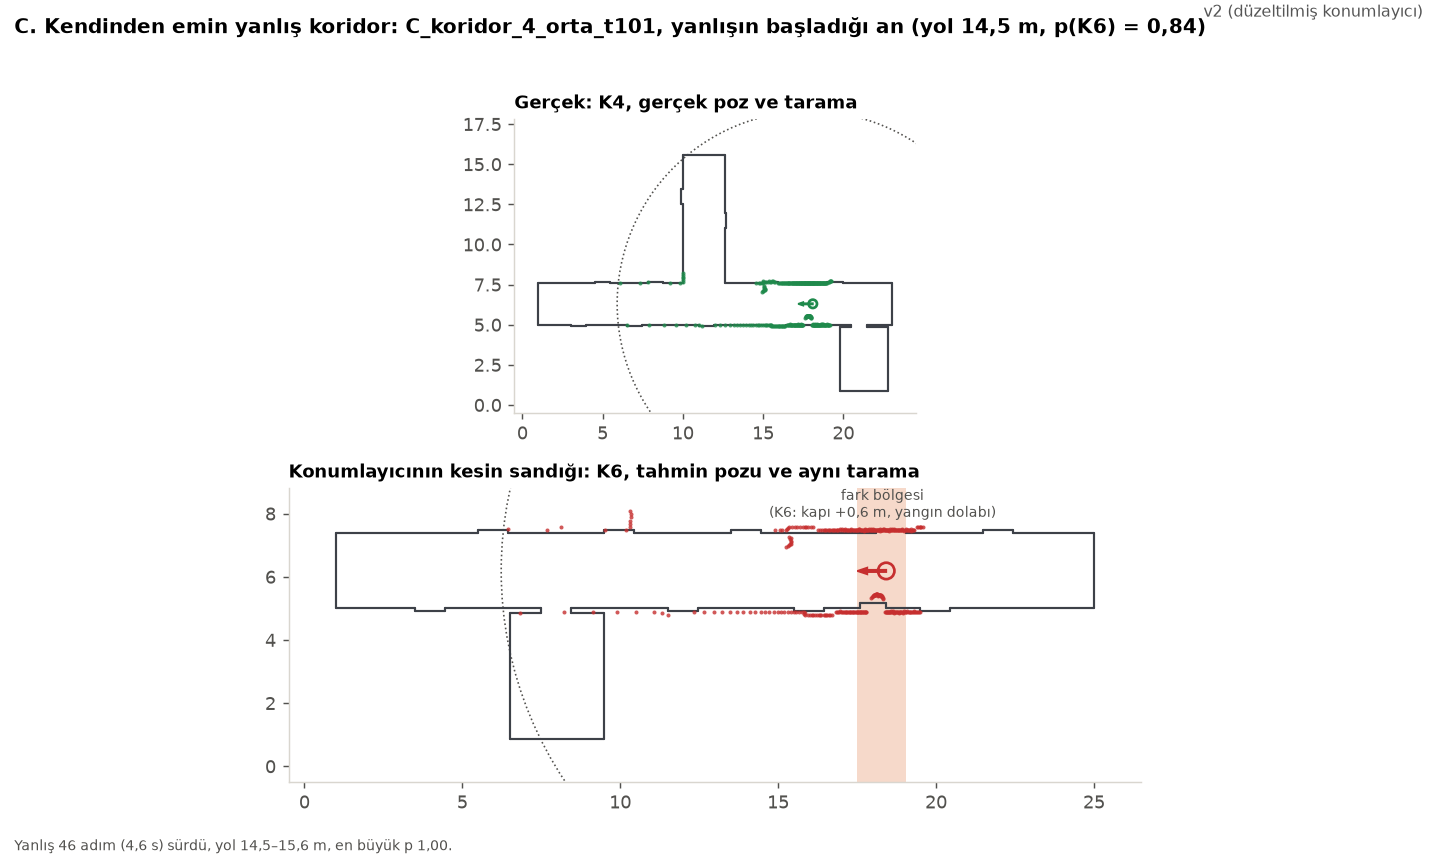 v2 (düzeltilmiş konumlayıcı)
C. Kendinden emin yanlış koridor: C_koridor_4_orta_t101, yanlışın başladığı an (yol 14,5 m, p(K6) = 0,84)
Gerçek: K4, gerçek poz ve tarama
17.5
15.0
12.5
10.0
7.5
5.0
2.5
0.0
0 5 10 15 20
Konumlayıcının kesin sandığı: K6, tahmin pozu ve aynı tarama
fark bölgesi
(K6: kapı +0,6 m, yangın dolabı)
8
6
4
2
0
0 5 10 15 20 25
Yanlış 46 adım (4,6 s) sürdü, yol 14,5–15,6 m, en büyük p 1,00.